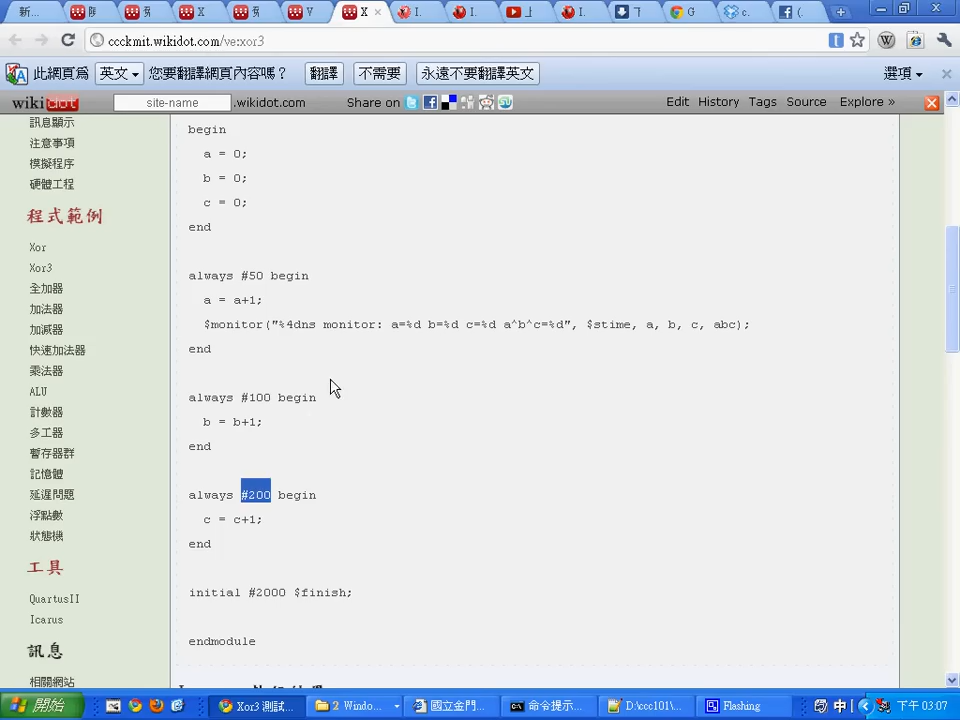 新...
X
V
I.
I.
上
I.
下
G
c.
(.
ccckmit.wikidot.com/ve:xor3
此網頁為 英文 您要翻譯網頁內容嗎？ 翻譯 不需要 永遠不要翻譯英文 選項
wikidot site-name .wikidot.com Share on Edit History Tags Source Explore »
訊息顯示
注意事項
模擬程序
硬體工程
程式範例
Xor
Xor3
全加器
加法器
加減器
快速加法器
乘法器
ALU
計數器
多工器
暫存器群
記憶體
延遲問題
浮點數
狀態機
工具
QuartusII
Icarus
訊息
相關網站
begin
a = 0;
b = 0;
c = 0;
end
always #50 begin
a = a+1;
$monitor("%4dns monitor: a=%d b=%d c=%d a^b^c=%d", $stime, a, b, c, abc);
end
always #100 begin
b = b+1;
end
always #200 begin
c = c+1;
end
initial #2000 $finish;
endmodule
開始 Xor3 測試... 2 Windo... 國立金門... 命令提示... D:\ccc101\... Flashing 中 下午 03:07